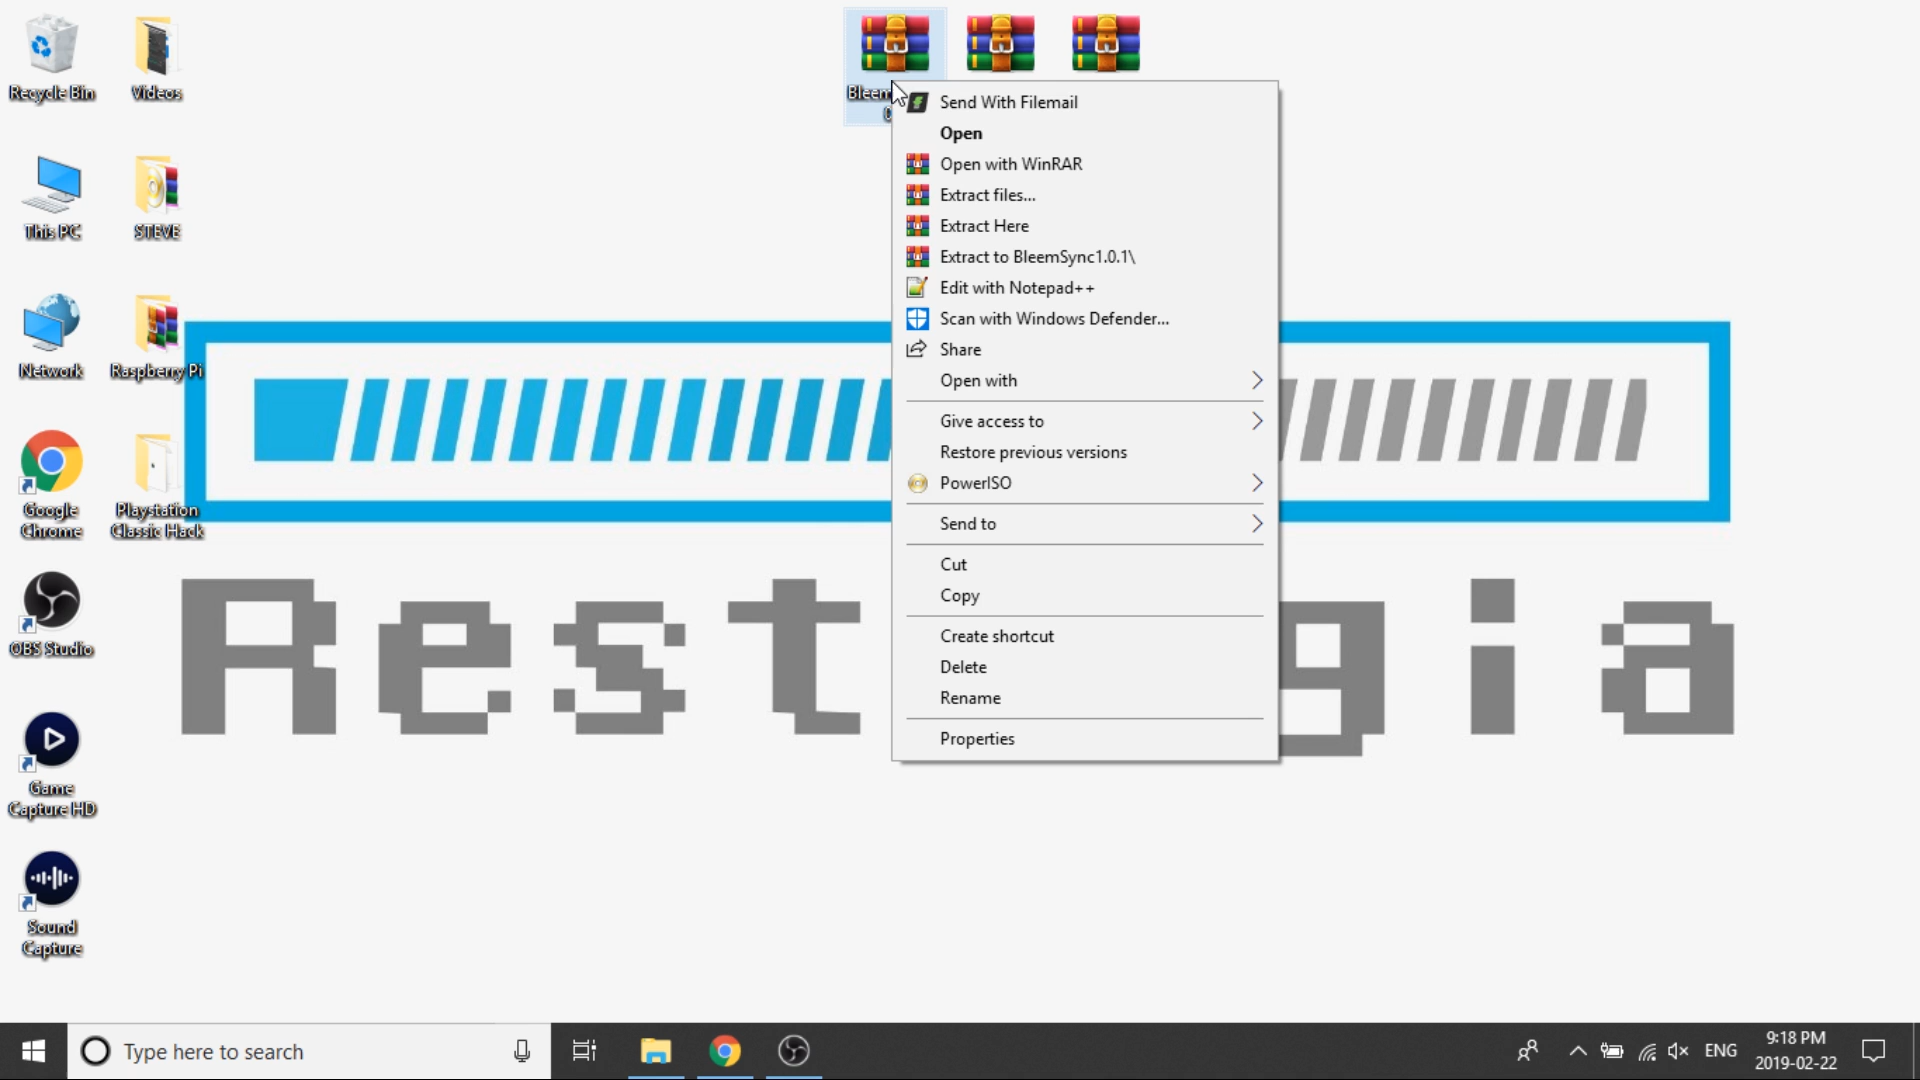 Recycle Bin
Videos
This PC
STEVE
Network
Raspberry Pi
Google
Chrome
Playstation
Classic Hack
OBS Studio
Game
Capture HD
Sound
Capture
Send With Filemail
Open
Open with WinRAR
Extract files...
Extract Here
Extract to BleemSync1.0.1\
Edit with Notepad++
Scan with Windows Defender...
Share
Open with
Give access to
Restore previous versions
PowerISO
Send to
Cut
Copy
Create shortcut
Delete
Rename
Properties
Rest
gia
Type here to search
ENG
9:18 PM
2019-02-22